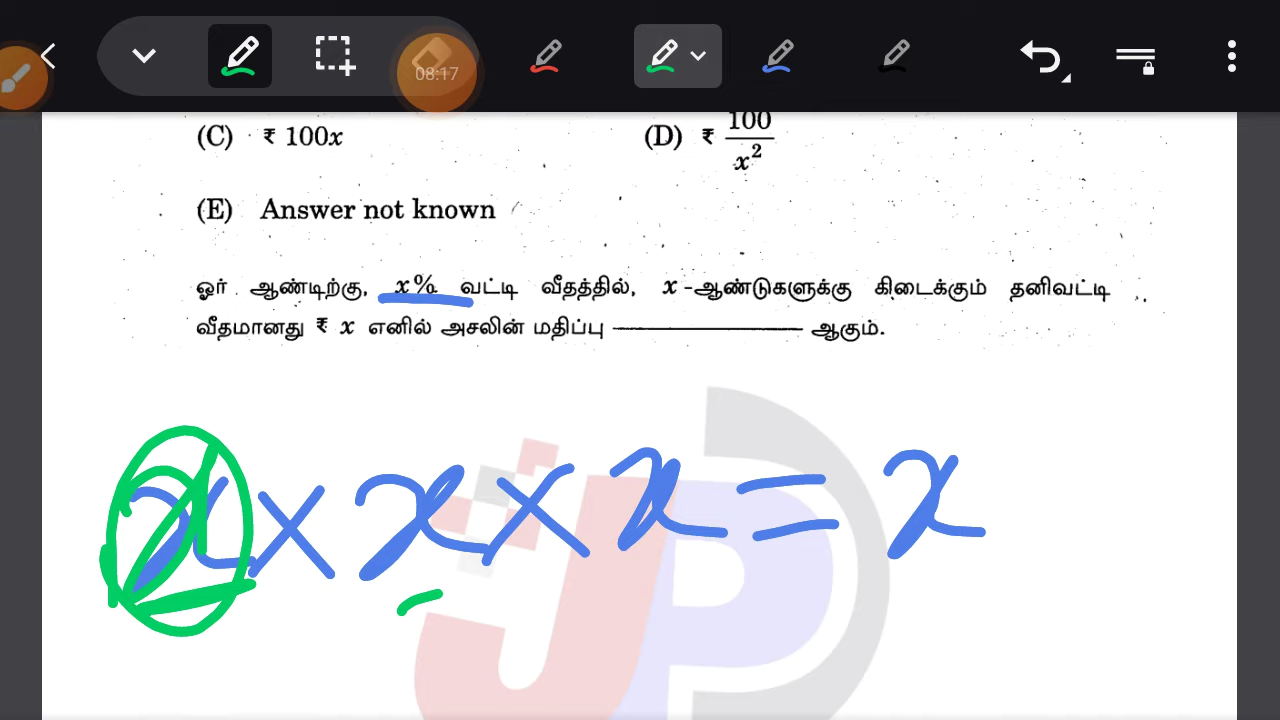 08:17
(C) ₹ 100x (D) ₹ 100/x²
(E) Answer not known
ஓர் ஆண்டிற்கு, x% வட்டி வீதத்தில், x -ஆண்டுகளுக்கு கிடைக்கும் தனிவட்டி
வீதமானது ₹ x எனில் அசலின் மதிப்பு ———— ஆகும்.
x × x × x = x
JP